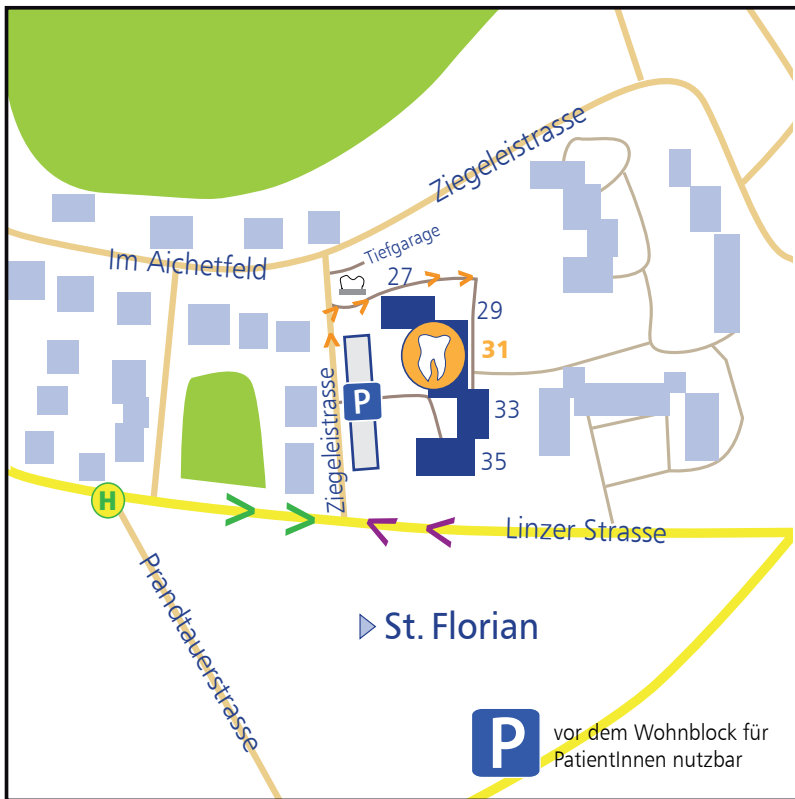 Ziegeleistrasse
Im Aichetfeld
Tiefgarage
27
29
31
Ziegeleistrasse
P
33
35
H
Linzer Strasse
Prandtauerstrasse
St. Florian
P
vor dem Wohnblock für
PatientInnen nutzbar